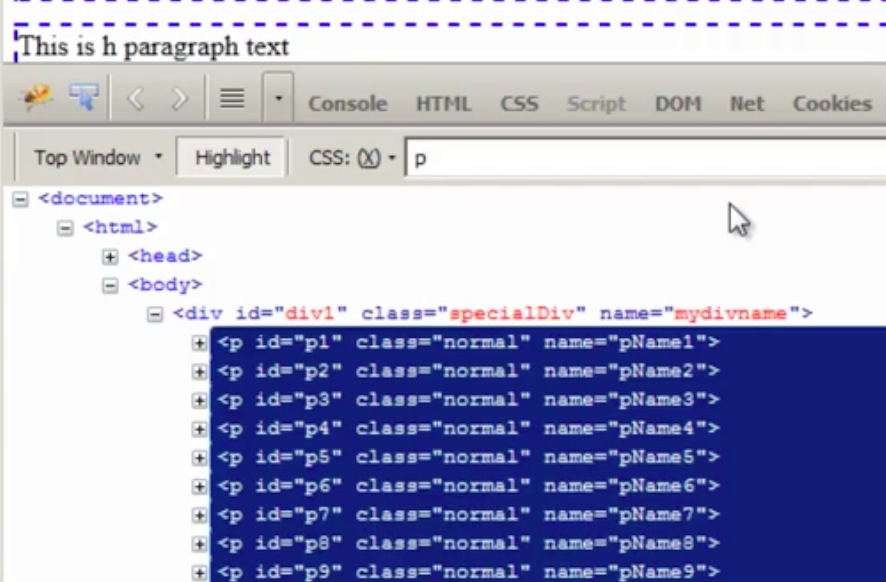 This is h paragraph text
Console HTML CSS Script DOM Net Cookies
Top Window Highlight CSS: (X) p
<document>
<html>
<head>
<body>
<div id="div1" class="specialDiv" name="mydivname">
<p id="p1" class="normal" name="pName1">
<p id="p2" class="normal" name="pName2">
<p id="p3" class="normal" name="pName3">
<p id="p4" class="normal" name="pName4">
<p id="p5" class="normal" name="pName5">
<p id="p6" class="normal" name="pName6">
<p id="p7" class="normal" name="pName7">
<p id="p8" class="normal" name="pName8">
<p id="p9" class="normal" name="pName9">